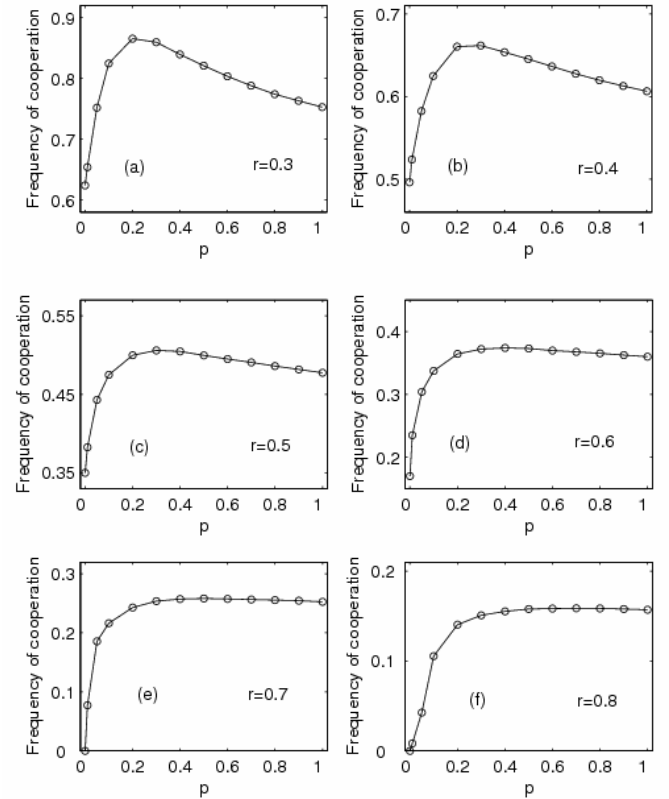 Frequency of cooperation
0.9
0.8
0.7
0.6
(a)
r=0.3
0 0.2 0.4 0.6 0.8 1
p
Frequency of cooperation
0.7
0.6
0.5
(b)
r=0.4
0 0.2 0.4 0.6 0.8 1
p
Frequency of cooperation
0.55
0.45
0.35
(c)
r=0.5
0 0.2 0.4 0.6 0.8 1
p
Frequency of cooperation
0.4
0.3
0.2
(d)
r=0.6
0 0.2 0.4 0.6 0.8 1
p
Frequency of cooperation
0.3
0.2
0.1
0
(e)
r=0.7
0 0.2 0.4 0.6 0.8 1
p
Frequency of cooperation
0.2
0.1
0
(f)
r=0.8
0 0.2 0.4 0.6 0.8 1
p